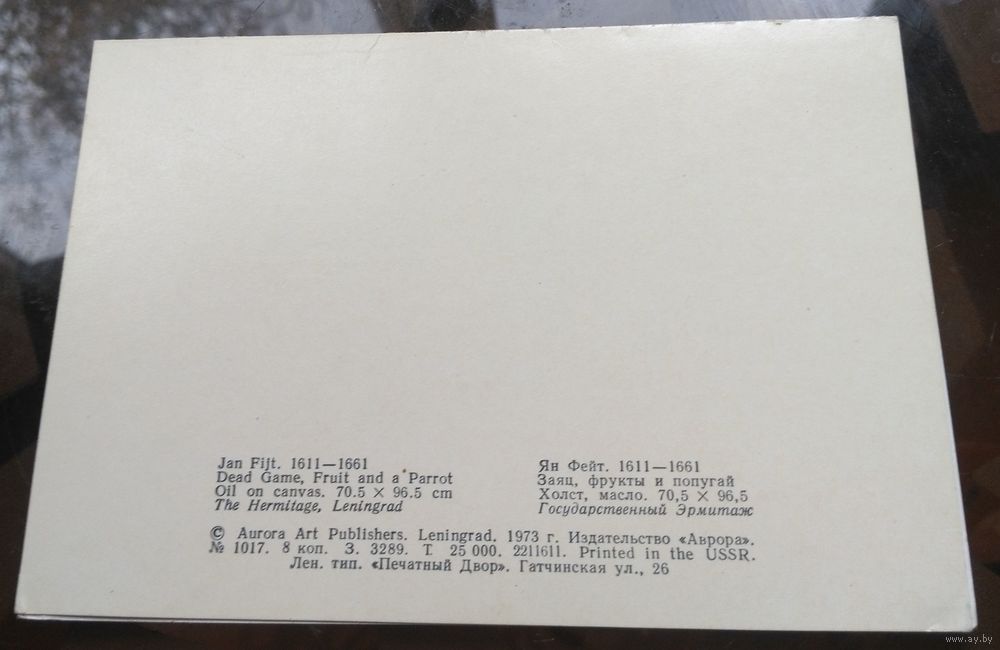 Jan Fijt. 1611—1661
Dead Game, Fruit and a Parrot
Oil on canvas. 70.5 × 96.5 cm
The Hermitage, Leningrad
Ян Фейт. 1611—1661
Заяц, фрукты и попугай
Холст, масло. 70,5 × 96,5
Государственный Эрмитаж
© Aurora Art Publishers. Leningrad. 1973 г. Издательство «Аврора».
№ 1017. 8 коп. З. 3289. Т. 25 000. 2211611. Printed in the USSR.
Лен. тип. «Печатный Двор». Гатчинская ул., 26
www.ay.by